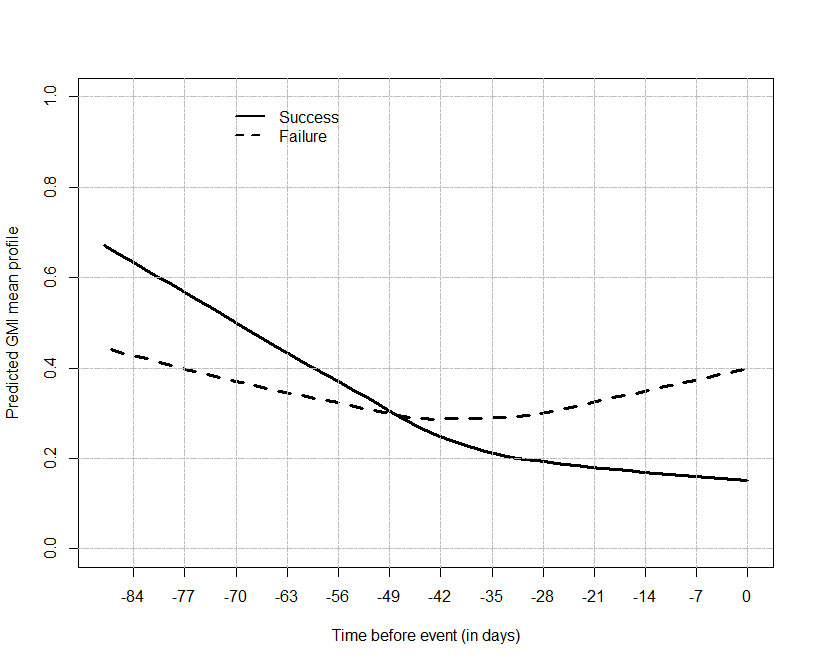 Success
Failure
Predicted GMI mean profile
1.0
0.8
0.6
0.4
0.2
0.0
-84 -77 -70 -63 -56 -49 -42 -35 -28 -21 -14 -7 0
Time before event (in days)